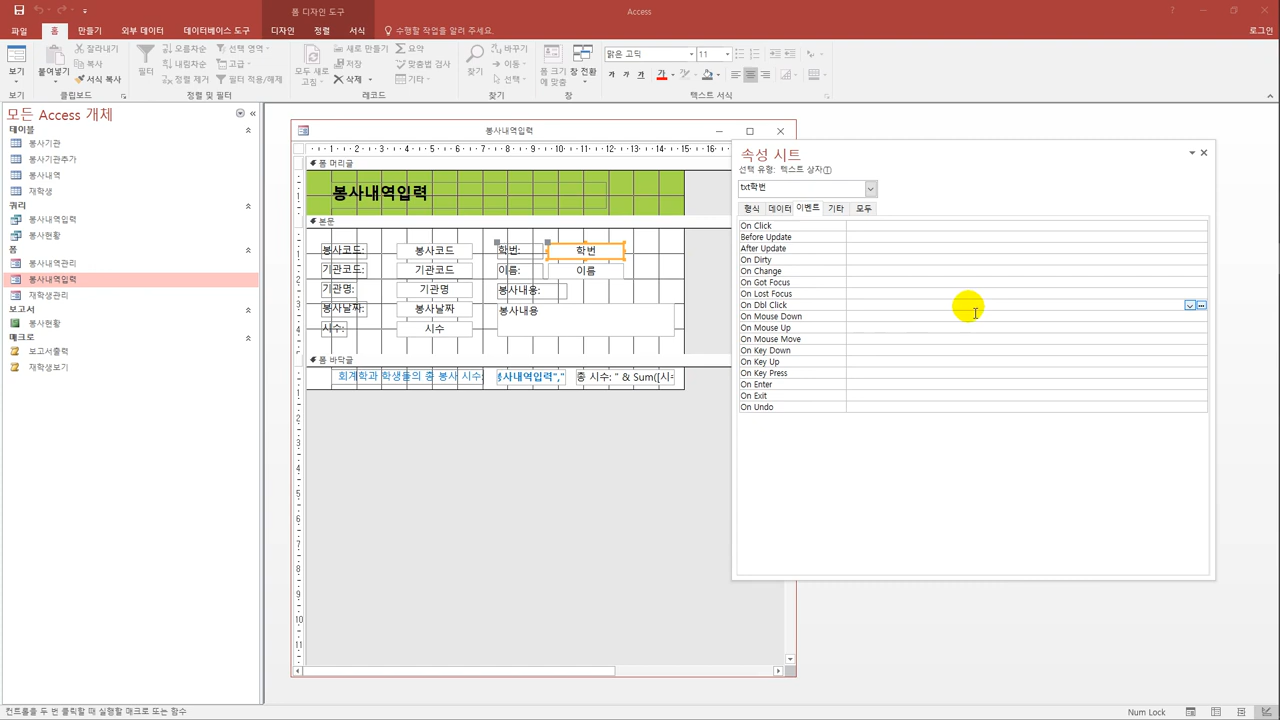 폼 디자인 도구
Access
파일 홈 만들기 외부 데이터 데이터베이스 도구 디자인 정렬 서식 수행할 작업을 알려 주세요. 로그인
보기
붙여넣기
잘라내기
복사
서식 복사
클립보드
필터
오름차순
내림차순
정렬 제거
선택 영역
고급
필터 적용/해제
정렬 및 필터
모두 새로 고침
새로 만들기
저장
삭제
요약
맞춤법 검사
기타
레코드
찾기
바꾸기
이동
선택
찾기
폼 크기에 맞춤
창 전환
창
맑은 고딕 11
가 가 가
텍스트 서식
모든 Access 개체
테이블
봉사기관
봉사기관추가
봉사내역
재학생
쿼리
봉사내역입력
봉사현황
폼
봉사내역관리
봉사내역입력
재학생관리
보고서
봉사현황
매크로
보고서출력
재학생보기
봉사내역입력
폼 머리글
봉사내역입력
본문
봉사코드: 봉사코드 학번: 학번
기관코드: 기관코드 이름: 이름
기관명: 기관명 봉사내용:
봉사날짜: 봉사날짜 봉사내용
시수: 시수
폼 바닥글
회계학과 학생들의 총 봉사 시수: 봉사내역입력"," 총 시수: " & Sum([시=
속성 시트
선택 유형: 텍스트 상자(T)
txt학번
형식 데이터 이벤트 기타 모두
On Click
Before Update
After Update
On Dirty
On Change
On Got Focus
On Lost Focus
On Dbl Click
On Mouse Down
On Mouse Up
On Mouse Move
On Key Down
On Key Up
On Key Press
On Enter
On Exit
On Undo
컨트롤을 두 번 클릭할 때 실행할 매크로 또는 함수
Num Lock